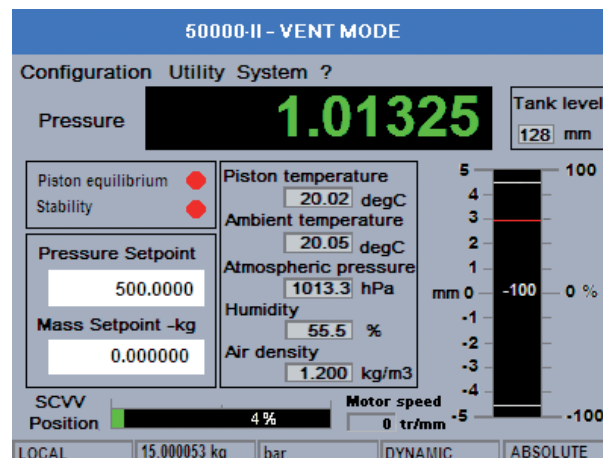 50000-II - VENT MODE
Configuration Utility System ?
Pressure
1.01325
Tank level
128 mm
Piston equilibrium
Stability
Pressure Setpoint
500.0000
Mass Setpoint -kg
0.000000
Piston temperature
20.02 degC
Ambient temperature
20.05 degC
Atmospheric pressure
1013.3 hPa
Humidity
55.5 %
Air density
1.200 kg/m3
5
4
3
2
1
mm 0
-1
-2
-3
-4
-5
-100
100
0 %
-100
SCVV
Position
4%
Motor speed
0 tr/mm
LOCAL 15.000053 kg bar DYNAMIC ABSOLUTE